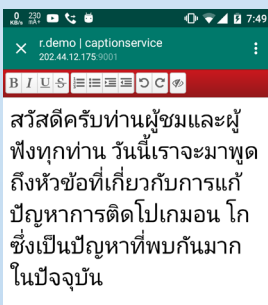 0 KB/s 230 mA• 7:49
r.demo | captionservice
202.44.12.175:9001
B I U S
สวัสดีครับท่านผู้ชมและผู้
ฟังทุกท่าน วันนี้เราจะมาพูด
ถึงหัวข้อที่เกี่ยวกับการแก้
ปัญหาการติดโปเกมอน โก
ซึ่งเป็นปัญหาที่พบกันมาก
ในปัจจุบัน